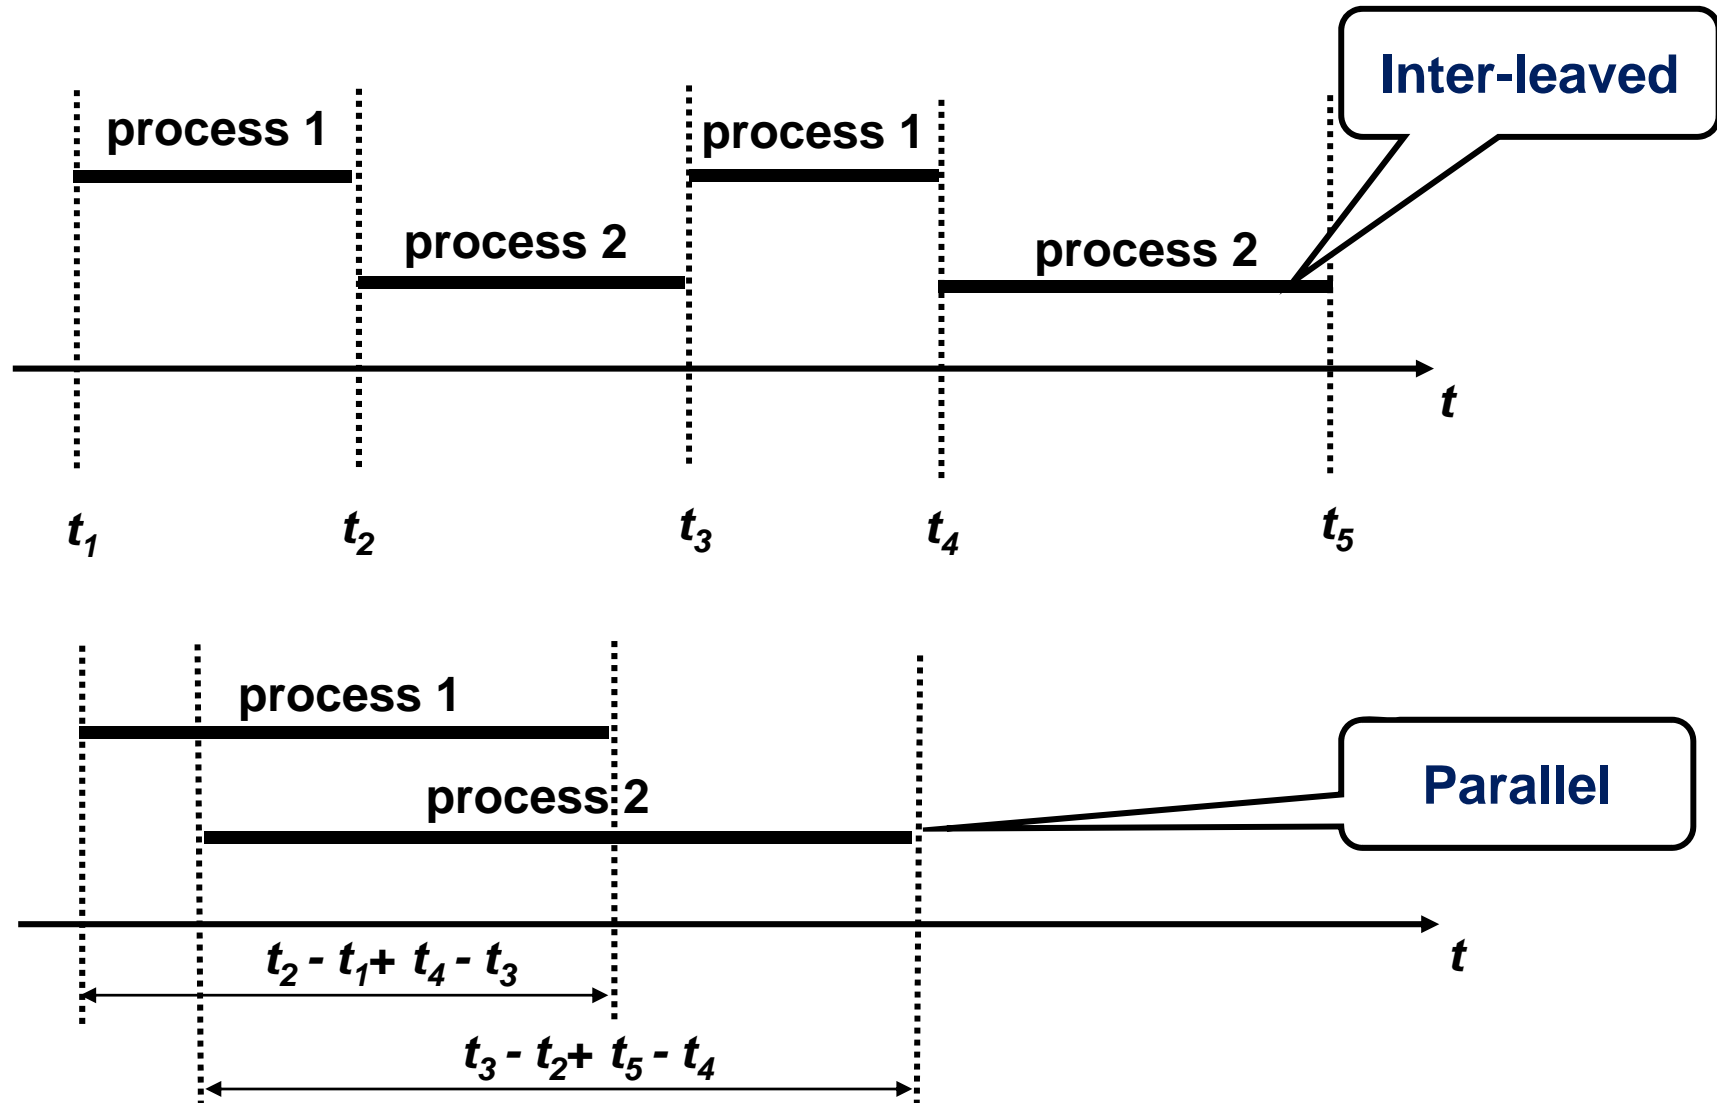 Inter-leaved
process 1
process 1
process 2
process 2
t
t1
t2
t3
t4
t5
process 1
Parallel
process 2
t2 - t1+ t4 - t3
t
t3 - t2+ t5 - t4